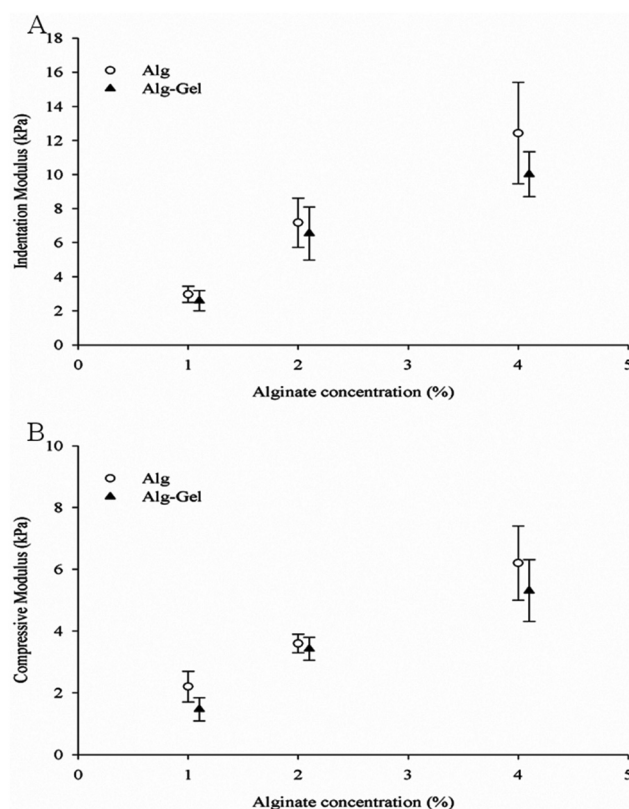 A
18
16
14
12
10
8
6
4
2
0
Indentation Modulus (kPa)
Alg
Alg-Gel
0 1 2 3 4 5
Alginate concentration (%)
B
10
8
6
4
2
0
Compressive Modulus (kPa)
Alg
Alg-Gel
0 1 2 3 4 5
Alginate concentration (%)